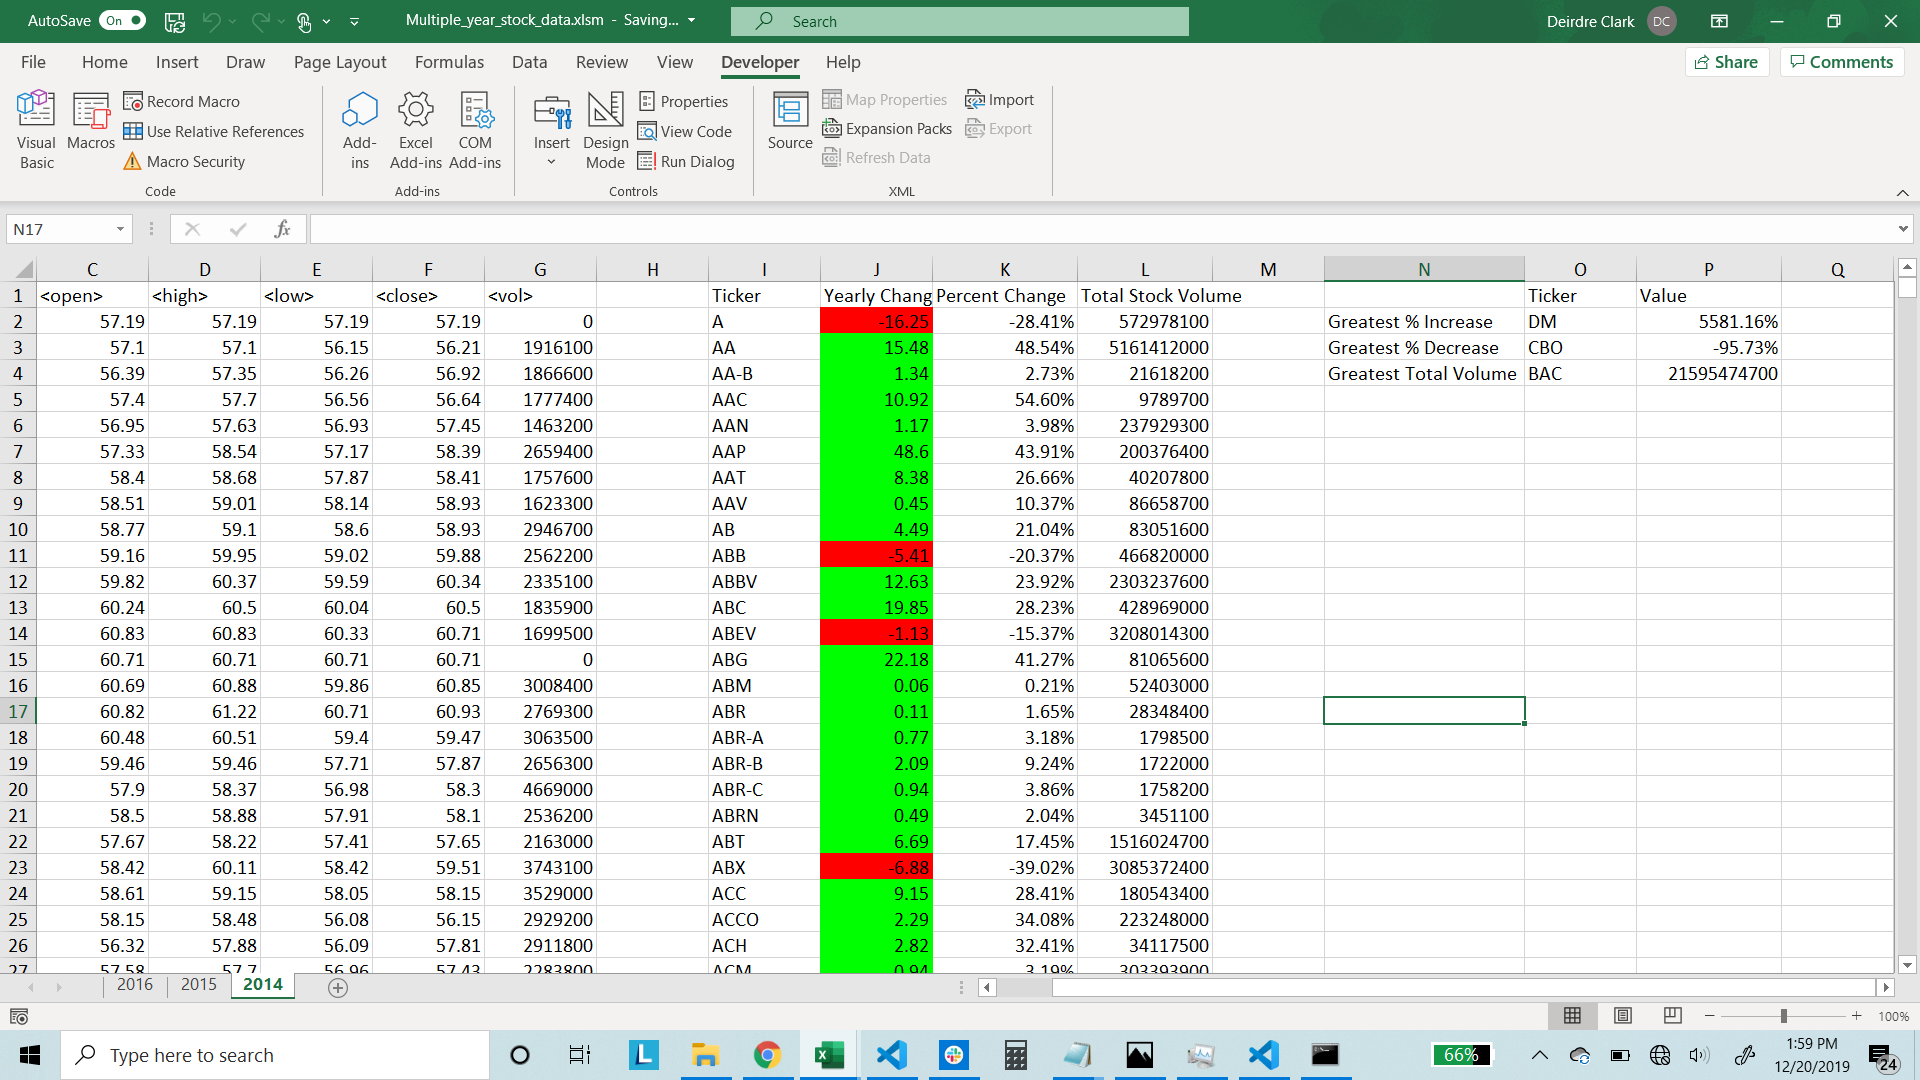 AutoSave On Multiple_year_stock_data.xlsm - Saving... Search Deirdre Clark DC
File Home Insert Draw Page Layout Formulas Data Review View Developer Help Share Comments
Visual Basic
Macros
Record Macro
Use Relative References
Macro Security
Code
Add-ins
Excel Add-ins
COM Add-ins
Add-ins
Insert
Design Mode
Properties
View Code
Run Dialog
Controls
Source
Map Properties
Expansion Packs
Refresh Data
Import
Export
XML
N17 fx
C D E F G H I J K L M N O P Q
1 <open> <high> <low> <close> <vol> Ticker Yearly Chang Percent Change Total Stock Volume Ticker Value
2 57.19 57.19 57.19 57.19 0 A -16.25 -28.41% 572978100 Greatest % Increase DM 5581.16%
3 57.1 57.1 56.15 56.21 1916100 AA 15.48 48.54% 5161412000 Greatest % Decrease CBO -95.73%
4 56.39 57.35 56.26 56.92 1866600 AA-B 1.34 2.73% 21618200 Greatest Total Volume BAC 21595474700
5 57.4 57.7 56.56 56.64 1777400 AAC 10.92 54.60% 9789700
6 56.95 57.63 56.93 57.45 1463200 AAN 1.17 3.98% 237929300
7 57.33 58.54 57.17 58.39 2659400 AAP 48.6 43.91% 200376400
8 58.4 58.68 57.87 58.41 1757600 AAT 8.38 26.66% 40207800
9 58.51 59.01 58.14 58.93 1623300 AAV 0.45 10.37% 86658700
10 58.77 59.1 58.6 58.93 2946700 AB 4.49 21.04% 83051600
11 59.16 59.95 59.02 59.88 2562200 ABB -5.41 -20.37% 466820000
12 59.82 60.37 59.59 60.34 2335100 ABBV 12.63 23.92% 2303237600
13 60.24 60.5 60.04 60.5 1835900 ABC 19.85 28.23% 428969000
14 60.83 60.83 60.33 60.71 1699500 ABEV -1.13 -15.37% 3208014300
15 60.71 60.71 60.71 60.71 0 ABG 22.18 41.27% 81065600
16 60.69 60.88 59.86 60.85 3008400 ABM 0.06 0.21% 52403000
17 60.82 61.22 60.71 60.93 2769300 ABR 0.11 1.65% 28348400
18 60.48 60.51 59.4 59.47 3063500 ABR-A 0.77 3.18% 1798500
19 59.46 59.46 57.71 57.87 2656300 ABR-B 2.09 9.24% 1722000
20 57.9 58.37 56.98 58.3 4669000 ABR-C 0.94 3.86% 1758200
21 58.5 58.88 57.91 58.1 2536200 ABRN 0.49 2.04% 3451100
22 57.67 58.22 57.41 57.65 2163000 ABT 6.69 17.45% 1516024700
23 58.42 60.11 58.42 59.51 3743100 ABX -6.88 -39.02% 3085372400
24 58.61 59.15 58.05 58.15 3529000 ACC 9.15 28.41% 180543400
25 58.15 58.48 56.08 56.15 2929200 ACCO 2.29 34.08% 223248000
26 56.32 57.88 56.09 57.81 2911800 ACH 2.82 32.41% 34117500
27 57.58 57.7 56.96 57.43 2283800 ACM 0.94 3.19% 303393900
2016 2015 2014
100%
Type here to search 66% 1:59 PM
12/20/2019 24